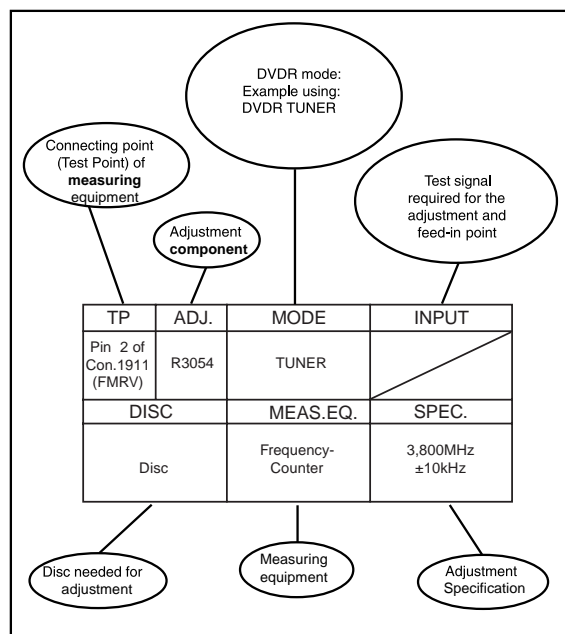 DVDR mode:
Example using:
DVDR TUNER
Connecting point
(Test Point) of
measuring
equipment
Adjustment
component
Test signal
required for the
adjustment and
feed-in point
TP ADJ. MODE INPUT
Pin 2 of
Con.1911
(FMRV)
R3054
TUNER
DISC MEAS.EQ. SPEC.
Disc
Frequency-
Counter
3,800MHz
±10kHz
Disc needed for
adjustment
Measuring
equipment
Adjustment
Specification